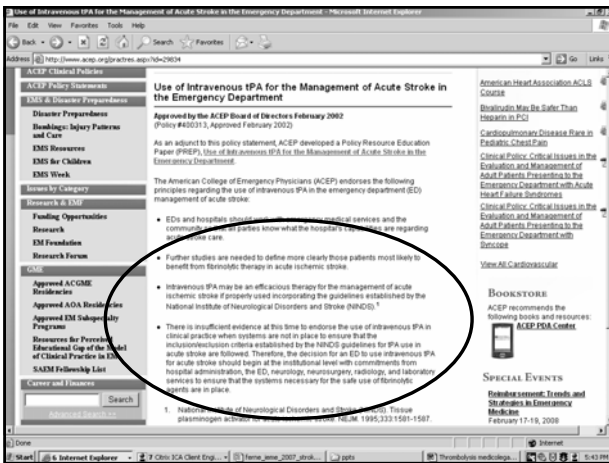 Use of Intravenous tPA for the Management of Acute Stroke in the Emergency Department - Microsoft Internet Explorer
File Edit View Favorites Tools Help
Back Search Favorites
Address http://www.acep.org/practres.aspx?id=29834 Go Links
ACEP Clinical Policies
ACEP Policy Statements
EMS & Disaster Preparedness
Disaster Preparedness
Bombings: Injury Patterns
and Care
EMS Resources
EMS for Children
EMS Week
Issues by Category
Research & EMF
Funding Opportunities
Research
EM Foundation
Research Forum
GME
Approved ACGME
Residencies
Approved AOA Residencies
Approved EM Subspecialty
Programs
Resources for Perceived
Educational Gap of the Model
of Clinical Practice in EM
SAEM Fellowship List
Career and Finances
Search
Advanced Search >>
Use of Intravenous tPA for the Management of Acute Stroke in
the Emergency Department
Approved by the ACEP Board of Directors February 2002
(Policy #400313, Approved February 2002)
As an adjunct to this policy statement, ACEP developed a Policy Resource Education
Paper (PREP), Use of Intravenous tPA for the Management of Acute Stroke in the
Emergency Department.
The American College of Emergency Physicians (ACEP) endorses the following
principles regarding the use of intravenous tPA in the emergency department (ED)
management of acute stroke:
• EDs and hospitals should work with emergency medical services and the
community so that all parties know what the hospital's capabilities are regarding
acute stroke care.
• Further studies are needed to define more clearly those patients most likely to
benefit from fibrinolytic therapy in acute ischemic stroke.
• Intravenous tPA may be an efficacious therapy for the management of acute
ischemic stroke if properly used incorporating the guidelines established by the
National Institute of Neurological Disorders and Stroke (NINDS).
• There is insufficient evidence at this time to endorse the use of intravenous tPA in
clinical practice when systems are not in place to ensure that the
inclusion/exclusion criteria established by the NINDS guidelines for tPA use in
acute stroke are followed. Therefore, the decision for an ED to use intravenous tPA
for acute stroke should begin at the institutional level with commitments from
hospital administration, the ED, neurology, neurosurgery, radiology, and laboratory
services to ensure that the systems necessary for the safe use of fibrinolytic
agents are in place.
1. National Institute of Neurological Disorders and Stroke (NINDS). Tissue
plasminogen activator for acute ischemic stroke. NEJM. 1995;333:1581-1587.
American Heart Association ACLS
Course
Bivalirudin May Be Safer Than
Heparin in PCI
Cardiopulmonary Disease Rare in
Pediatric Chest Pain
Clinical Policy: Critical Issues in the
Evaluation and Management of
Adult Patients Presenting to the
Emergency Department with Acute
Heart Failure Syndromes
Clinical Policy: Critical Issues in the
Evaluation and Management of
Adult Patients Presenting to the
Emergency Department with
Syncope
View All Cardiovascular
BOOKSTORE
ACEP recommends the
following books and resources:
ACEP PDA Center
SPECIAL EVENTS
Reimbursement: Trends and
Strategies in Emergency
Medicine
February 17-19, 2008
Done Internet
Start 6 Internet Explorer 7 Citrix ICA Client Engi... ferne_iene_2007_strok... ppts Thrombolysis medicolega... 5:43 PM